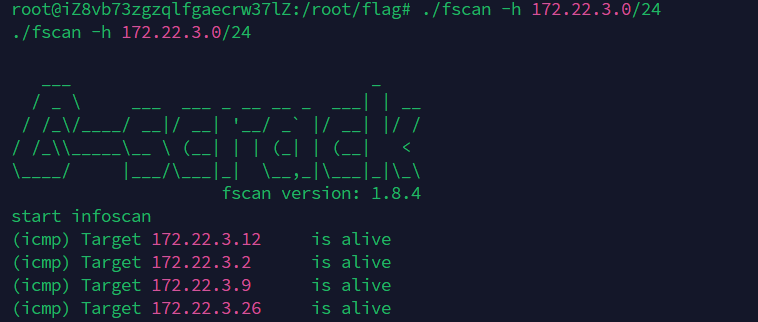 root@iZ8vb73zgzqlfgaecrw37lZ:/root/flag# ./fscan -h 172.22.3.0/24
./fscan -h 172.22.3.0/24
   ___                              _
  / _ \     ___  ___ _ __ __ _  ___| | __
 / /_\/____/ __|/ __| '__/ _` |/ __| |/ /
/ /_\\_____\__ \ (__| | | (_| | (__|   <
\____/     |___/\___|_|  \__,_|\___|_|\_\
                     fscan version: 1.8.4
start infoscan
(icmp) Target 172.22.3.12     is alive
(icmp) Target 172.22.3.2      is alive
(icmp) Target 172.22.3.9      is alive
(icmp) Target 172.22.3.26     is alive